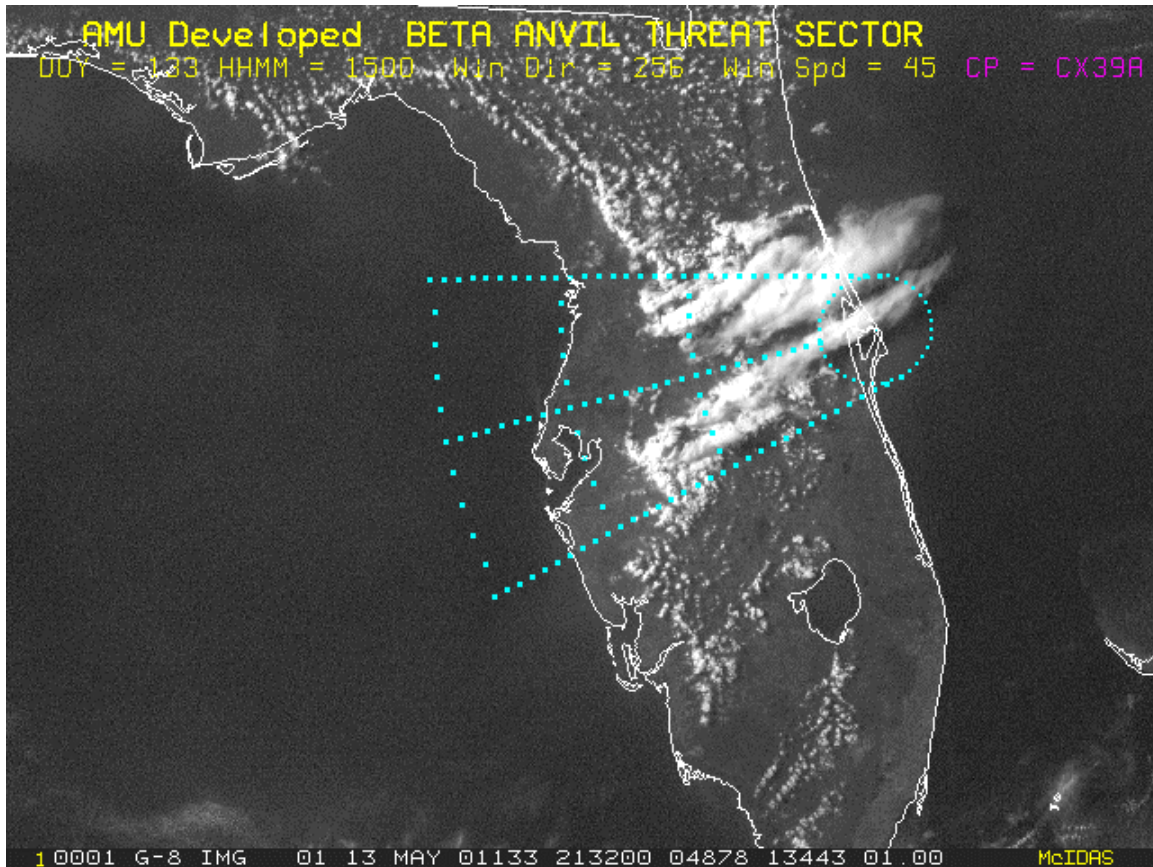 AMU Developed BETA ANVIL THREAT SECTOR
DOY = 133 HHMM = 1500 Win Dir = 256 Win Spd = 45 CP = CX39A
1 0001 G-8 IMG 01 13 MAY 01133 213200 04878 13443 01.00 McIDAS